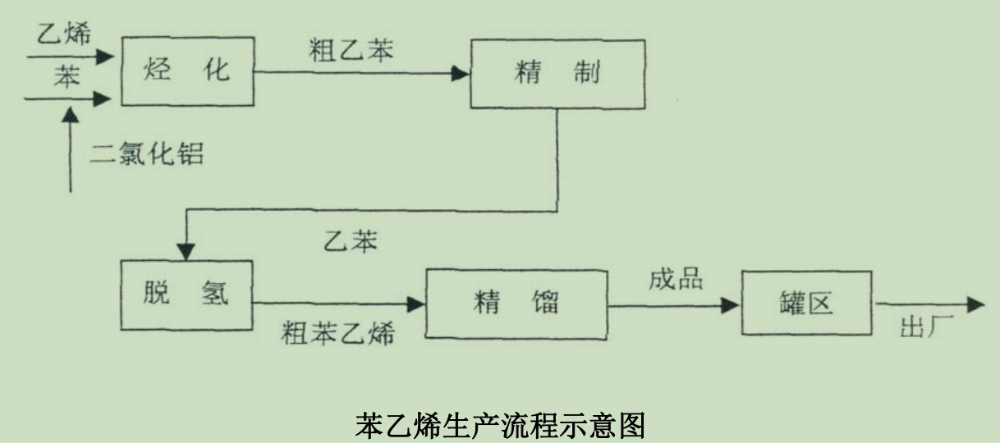 乙烯
苯
二氯化铝
烃 化
粗乙苯
精 制
乙苯
脱 氢
粗苯乙烯
精 馏
成品
罐区
出厂
苯乙烯生产流程示意图